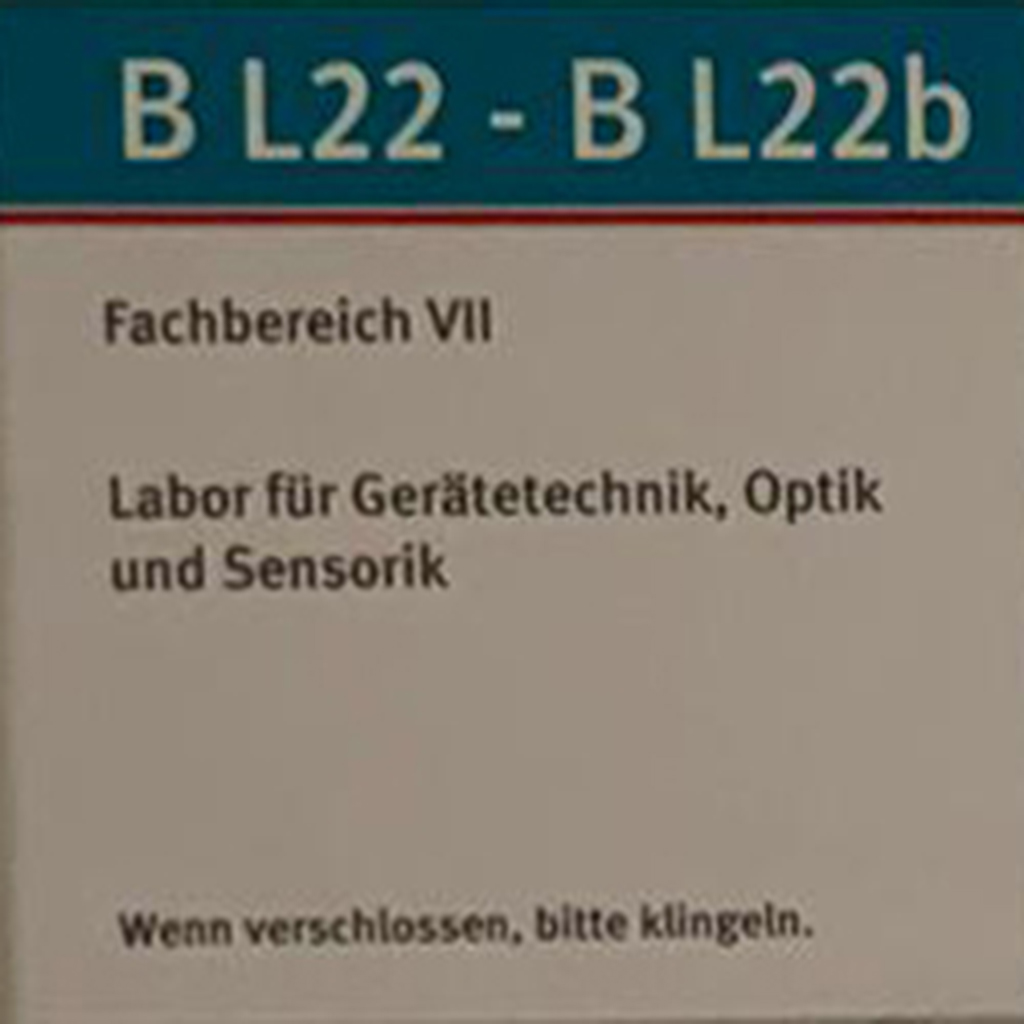 B L22 - B L22b
Fachbereich VII
Labor für Gerätetechnik, Optik
und Sensorik
Wenn verschlossen, bitte klingeln.